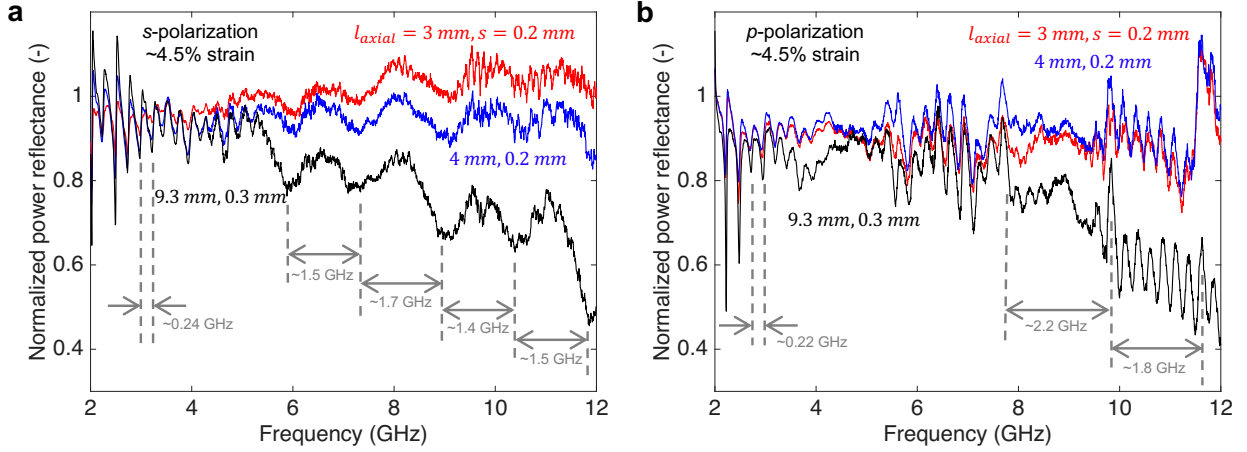 a
s-polarization
~4.5% strain
l_axial = 3 mm, s = 0.2 mm
4 mm, 0.2 mm
9.3 mm, 0.3 mm
~1.5 GHz
~1.7 GHz
~0.24 GHz
~1.4 GHz
~1.5 GHz
Normalized power reflectance (-)
1
0.8
0.6
0.4
2
4
6
8
10
12
Frequency (GHz)
b
p-polarization
~4.5% strain
l_axial = 3 mm, s = 0.2 mm
4 mm, 0.2 mm
9.3 mm, 0.3 mm
~2.2 GHz
~0.22 GHz
~1.8 GHz
Normalized power reflectance (-)
1
0.8
0.6
0.4
2
4
6
8
10
12
Frequency (GHz)